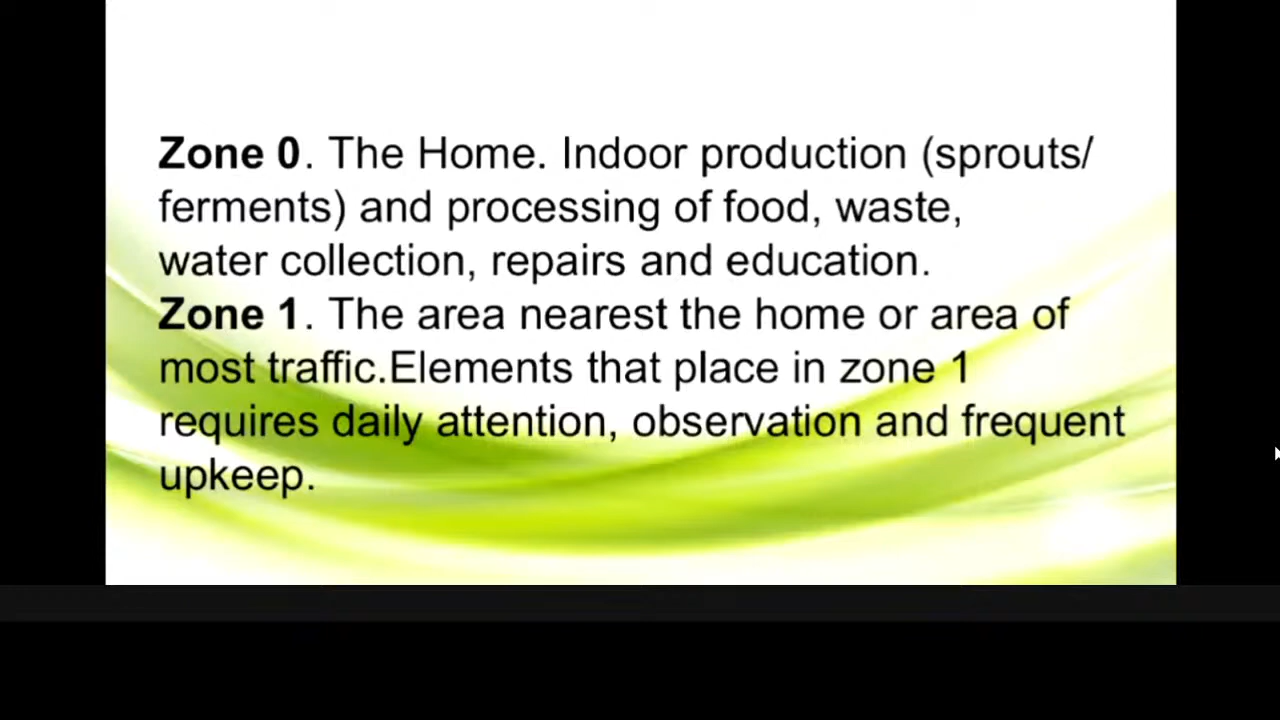 Zone 0. The Home. Indoor production (sprouts/
ferments) and processing of food, waste,
water collection, repairs and education.
Zone 1. The area nearest the home or area of
most traffic.Elements that place in zone 1
requires daily attention, observation and frequent
upkeep.